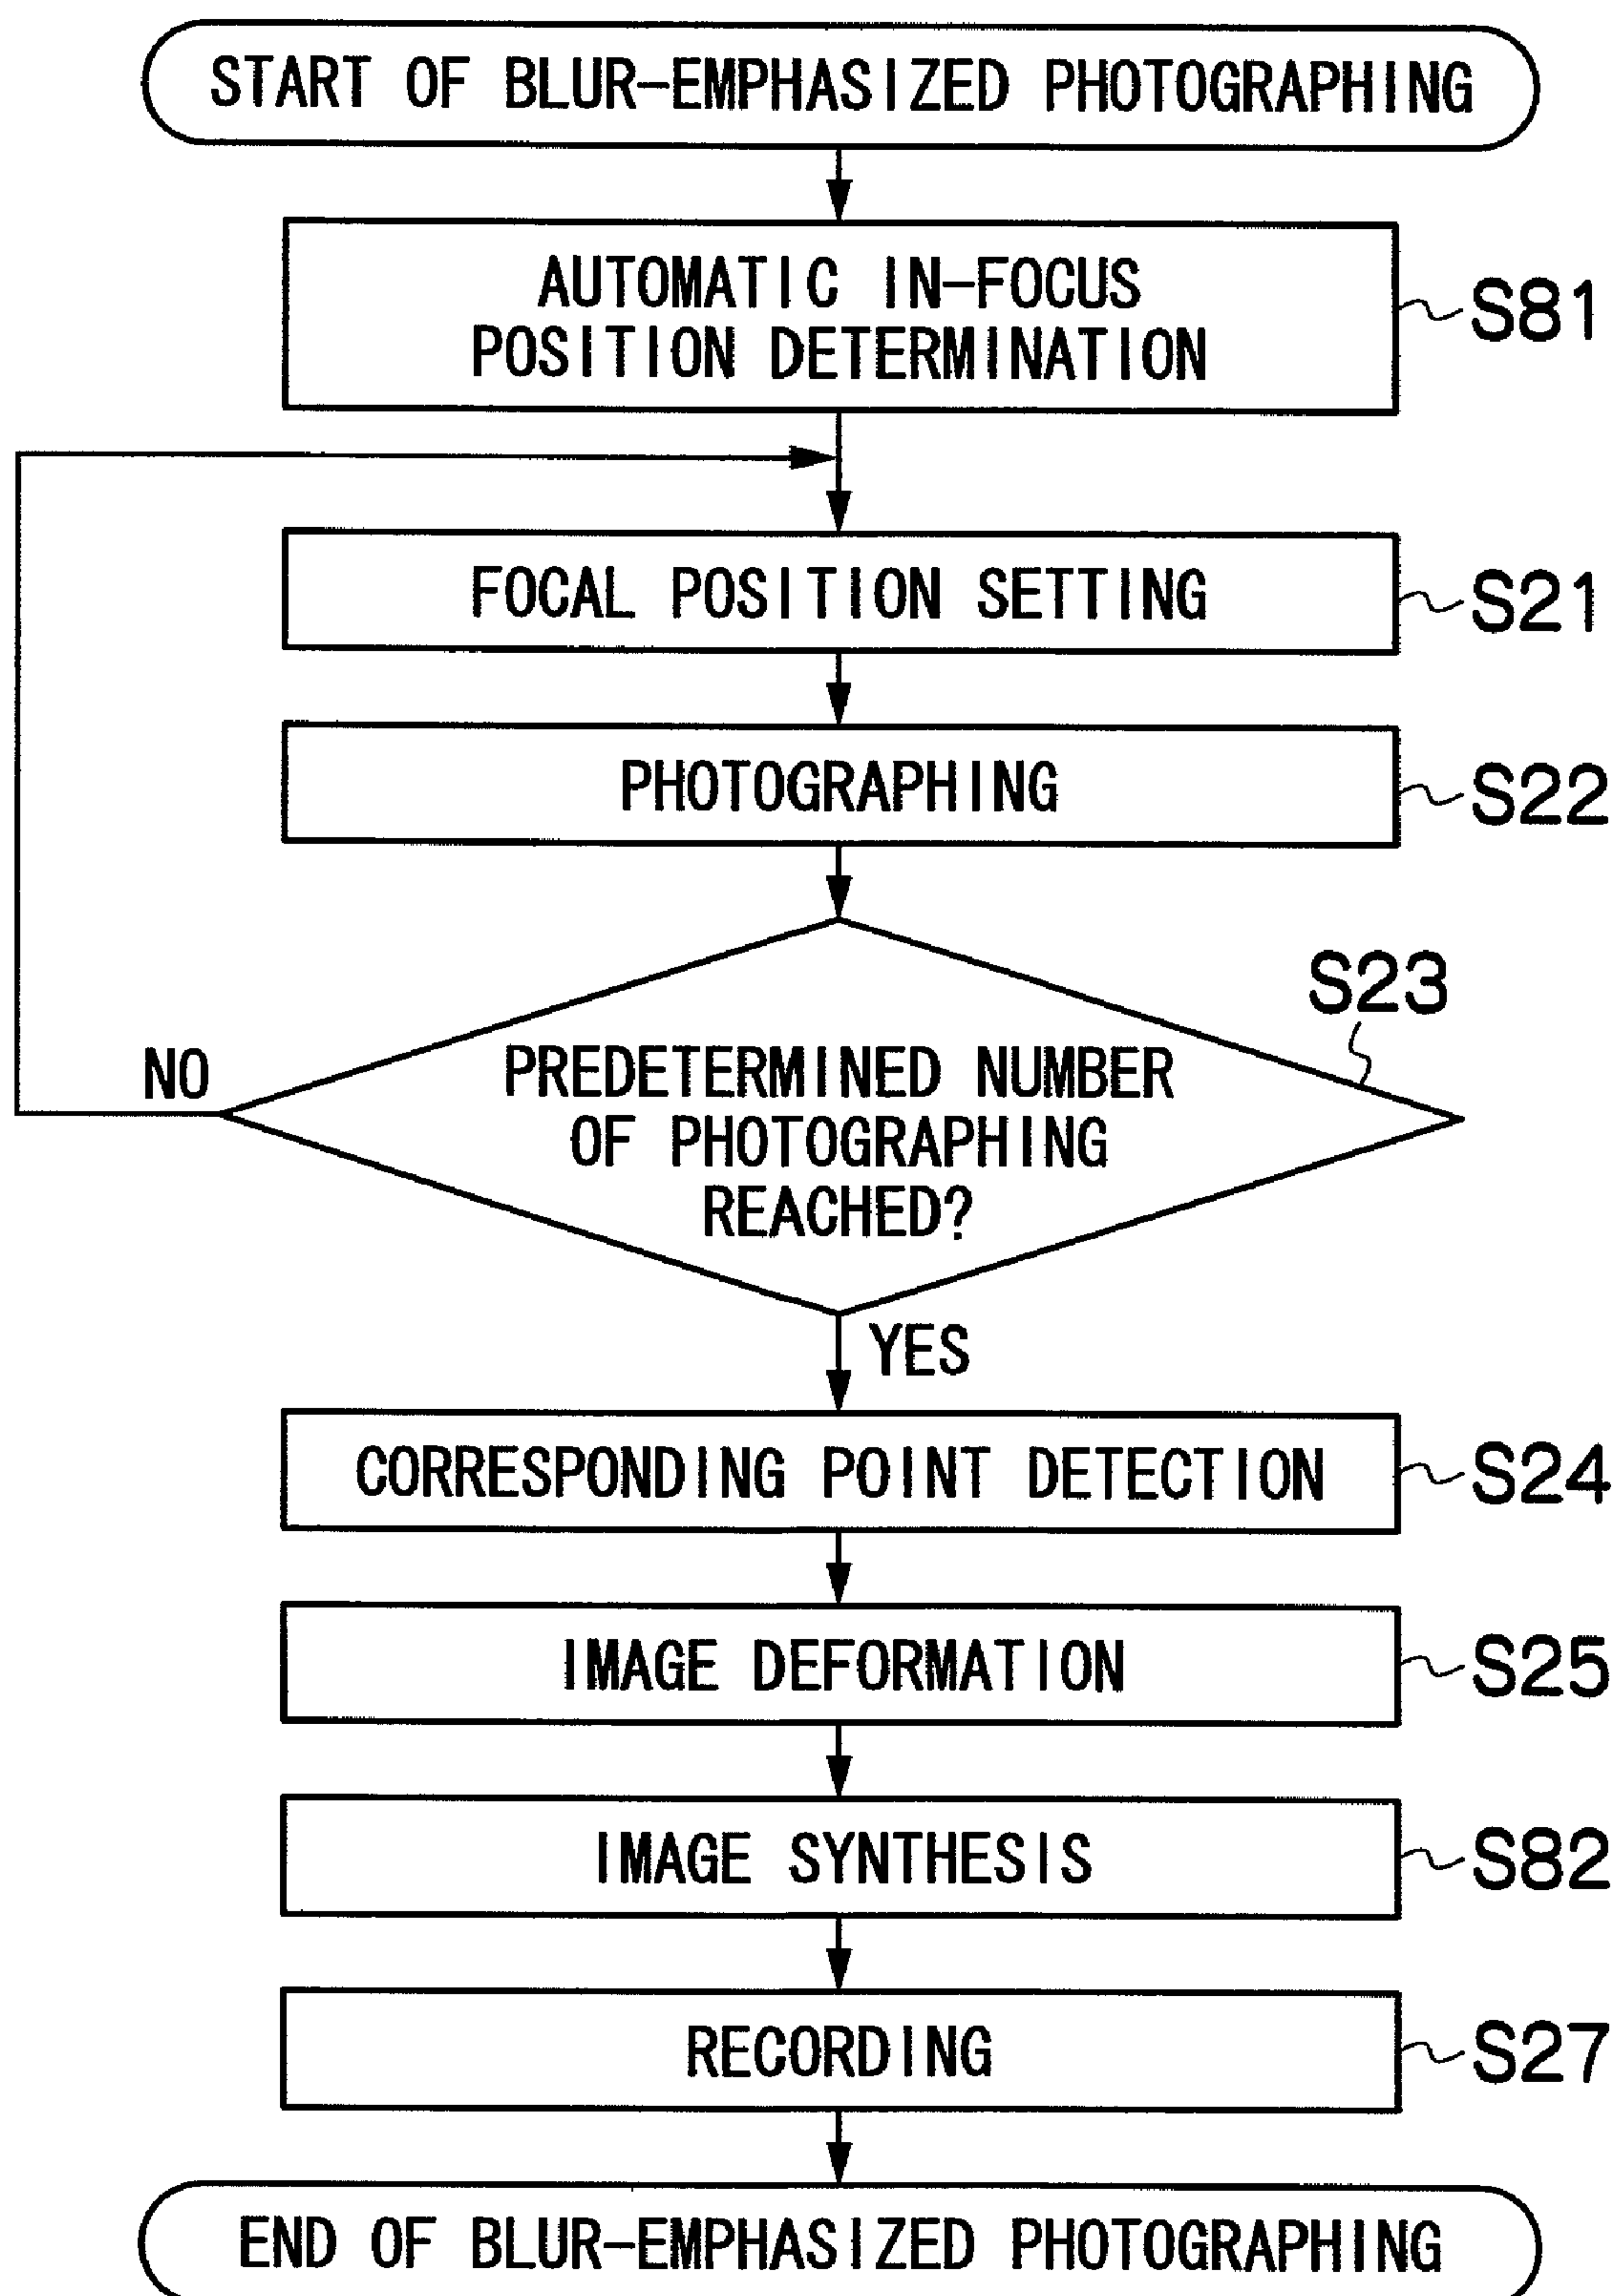 START OF BLUR-EMPHASIZED PHOTOGRAPHING
AUTOMATIC IN-FOCUS
POSITION DETERMINATION
S81
FOCAL POSITION SETTING
S21
PHOTOGRAPHING
S22
S23
NO
PREDETERMINED NUMBER
OF PHOTOGRAPHING
REACHED?
YES
CORRESPONDING POINT DETECTION
S24
IMAGE DEFORMATION
S25
IMAGE SYNTHESIS
S82
RECORDING
S27
END OF BLUR-EMPHASIZED PHOTOGRAPHING